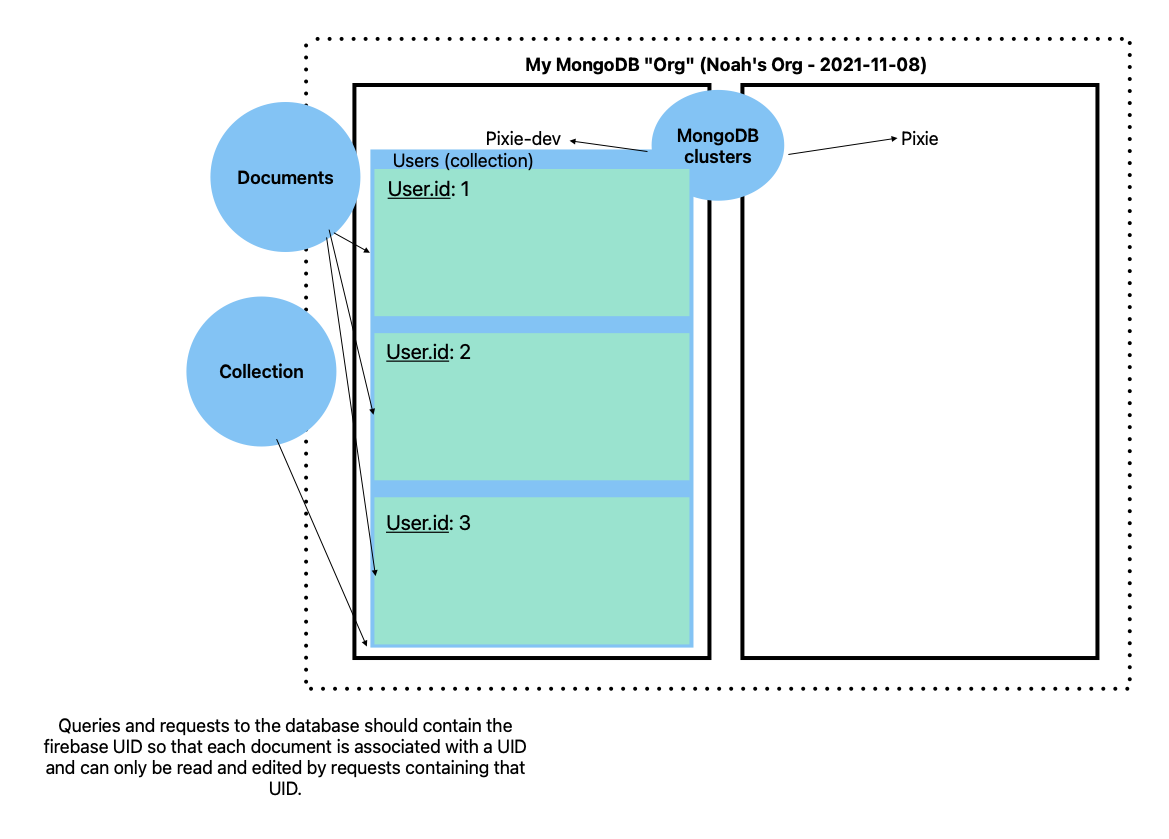 My MongoDB "Org" (Noah's Org - 2021-11-08)
Documents
Collection
Pixie-dev
MongoDB
clusters
Pixie
Users (collection)
User.id: 1
User.id: 2
User.id: 3
Queries and requests to the database should contain the
firebase UID so that each document is associated with a UID
and can only be read and edited by requests containing that
UID.